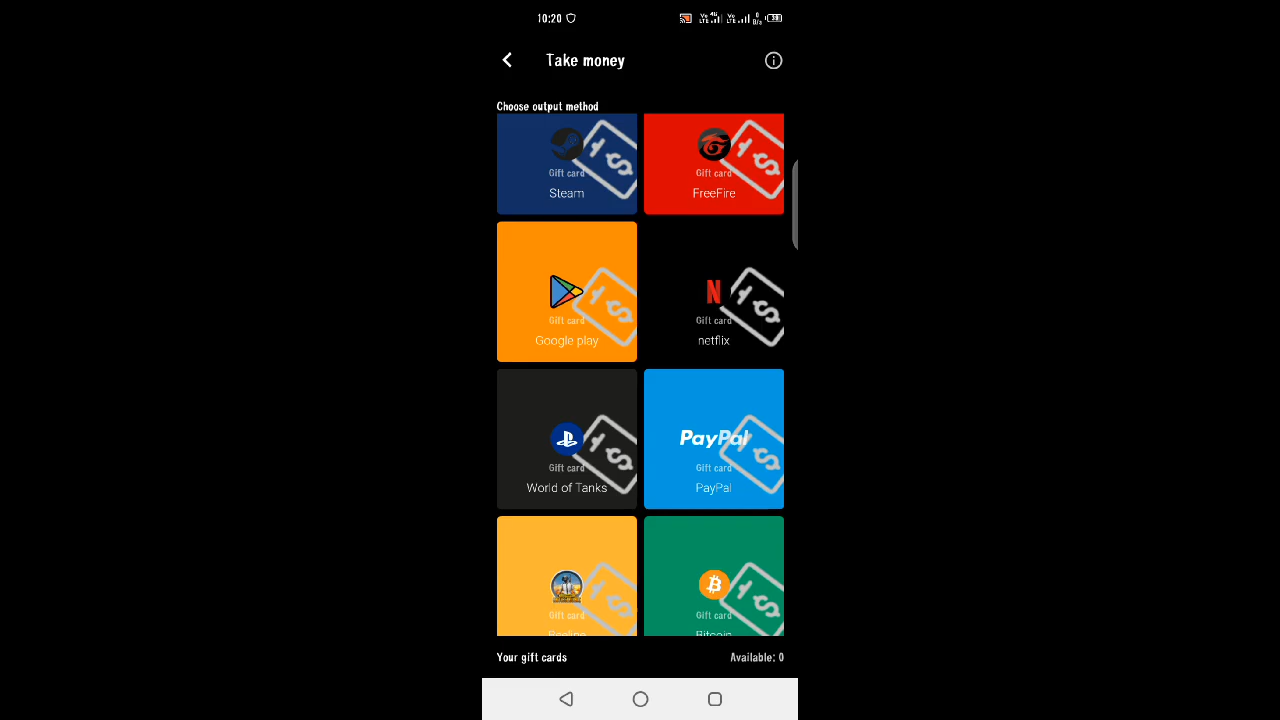 10:20
Take money
Choose output method
Gift card
Steam
Gift card
FreeFire
Gift card
Google play
N
Gift card
netflix
Gift card
World of Tanks
PayPal
Gift card
PayPal
Gift card
Gift card
Bitcoin
Your gift cards
Available: 0